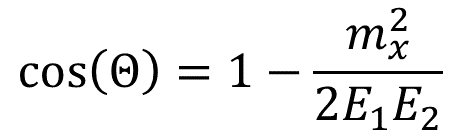 cos(Θ) = 1 − m_x^2 / 2E_1E_2